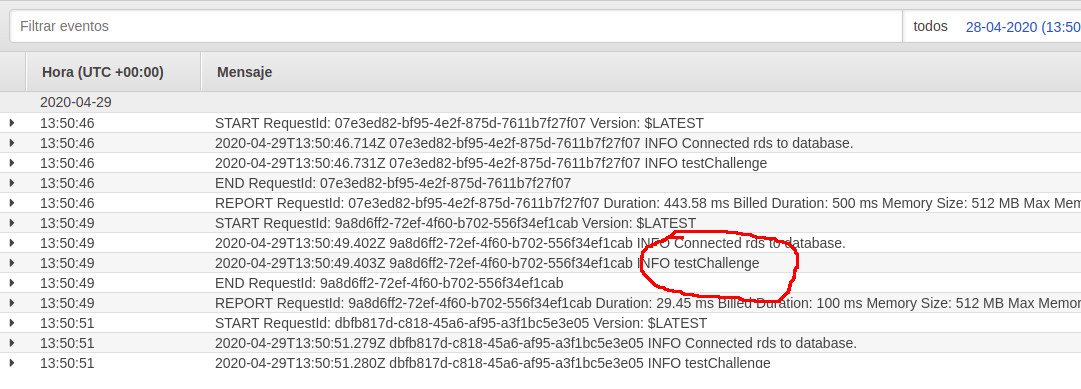 Filtrar eventos todos 28-04-2020 (13:50
Hora (UTC +00:00) Mensaje
2020-04-29
13:50:46 START RequestId: 07e3ed82-bf95-4e2f-875d-7611b7f27f07 Version: $LATEST
13:50:46 2020-04-29T13:50:46.714Z 07e3ed82-bf95-4e2f-875d-7611b7f27f07 INFO Connected rds to database.
13:50:46 2020-04-29T13:50:46.731Z 07e3ed82-bf95-4e2f-875d-7611b7f27f07 INFO testChallenge
13:50:46 END RequestId: 07e3ed82-bf95-4e2f-875d-7611b7f27f07
13:50:46 REPORT RequestId: 07e3ed82-bf95-4e2f-875d-7611b7f27f07 Duration: 443.58 ms Billed Duration: 500 ms Memory Size: 512 MB Max Mem
13:50:49 START RequestId: 9a8d6ff2-72ef-4f60-b702-556f34ef1cab Version: $LATEST
13:50:49 2020-04-29T13:50:49.402Z 9a8d6ff2-72ef-4f60-b702-556f34ef1cab INFO Connected rds to database.
13:50:49 2020-04-29T13:50:49.403Z 9a8d6ff2-72ef-4f60-b702-556f34ef1cab INFO testChallenge
13:50:49 END RequestId: 9a8d6ff2-72ef-4f60-b702-556f34ef1cab
13:50:49 REPORT RequestId: 9a8d6ff2-72ef-4f60-b702-556f34ef1cab Duration: 29.45 ms Billed Duration: 100 ms Memory Size: 512 MB Max Memor
13:50:51 START RequestId: dbfb817d-c818-45a6-af95-a3f1bc5e3e05 Version: $LATEST
13:50:51 2020-04-29T13:50:51.279Z dbfb817d-c818-45a6-af95-a3f1bc5e3e05 INFO Connected rds to database.
13:50:51 2020-04-29T13:50:51.280Z dbfb817d-c818-45a6-af95-a3f1bc5e3e05 INFO testChallenge